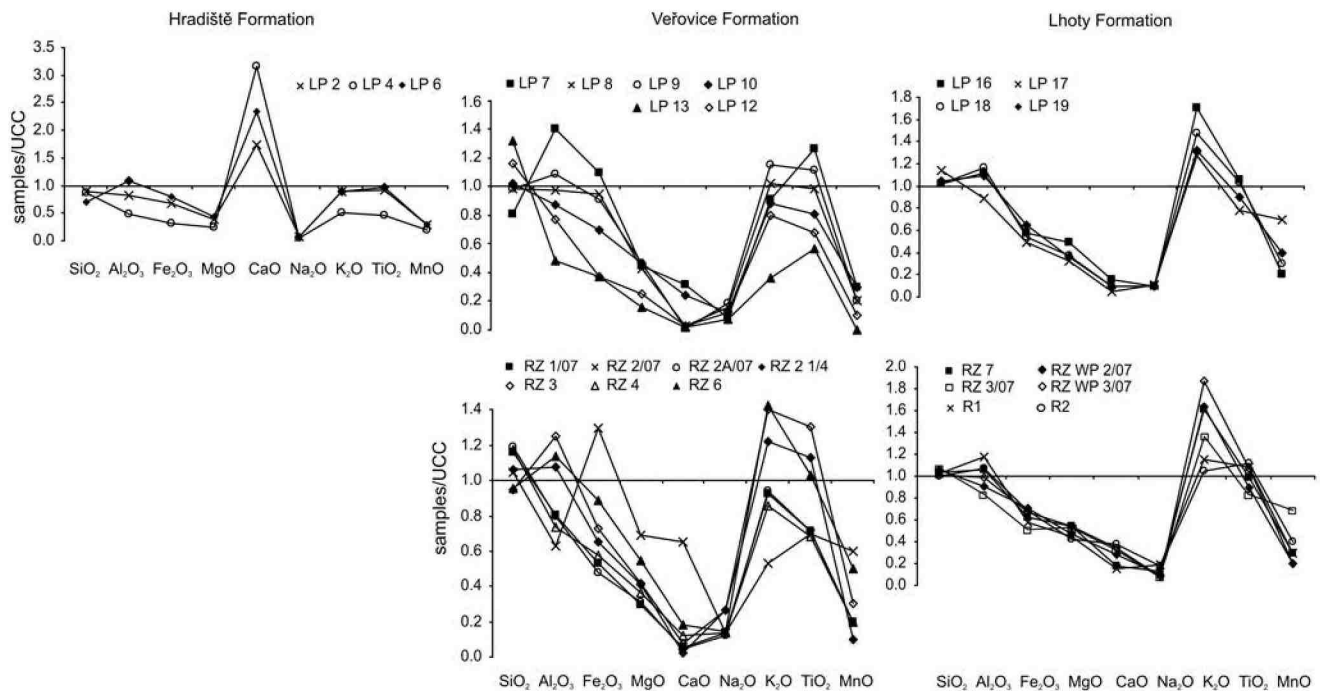 Hradiště Formation
Veřovice Formation
Lhoty Formation
samples/UCC
3.5
3.0
2.5
2.0
1.5
1.0
0.5
0.0
LP 2 LP 4 LP 6
SiO₂ Al₂O₃ Fe₂O₃ MgO CaO Na₂O K₂O TiO₂ MnO
LP 7 LP 8 LP 9 LP 10
LP 13 LP 12
1.6
1.4
1.2
1.0
0.8
0.6
0.4
0.2
0.0
LP 16 LP 17
LP 18 LP 19
1.8
1.6
1.4
1.2
1.0
0.8
0.6
0.4
0.2
0.0
samples/UCC
RZ 1/07 RZ 2/07 RZ 2A/07 RZ 2 1/4
RZ 3 RZ 4 RZ 6
1.4
1.2
1.0
0.8
0.6
0.4
0.2
0.0
SiO₂ Al₂O₃ Fe₂O₃ MgO CaO Na₂O K₂O TiO₂ MnO
RZ 7 RZ WP 2/07
RZ 3/07 RZ WP 3/07
R1 R2
2.0
1.8
1.6
1.4
1.2
1.0
0.8
0.6
0.4
0.2
0.0
SiO₂ Al₂O₃ Fe₂O₃ MgO CaO Na₂O K₂O TiO₂ MnO